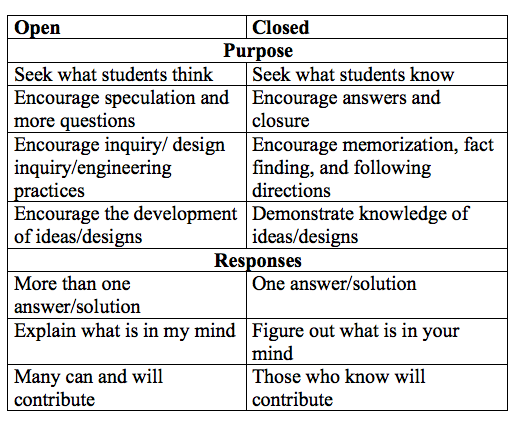 Open Closed
Purpose
Seek what students think Seek what students know
Encourage speculation and Encourage answers and
more questions closure
Encourage inquiry/ design Encourage memorization, fact
inquiry/engineering finding, and following
practices directions
Encourage the development Demonstrate knowledge of
of ideas/designs ideas/designs
Responses
More than one One answer/solution
answer/solution
Explain what is in my mind Figure out what is in your
mind
Many can and will Those who know will
contribute contribute